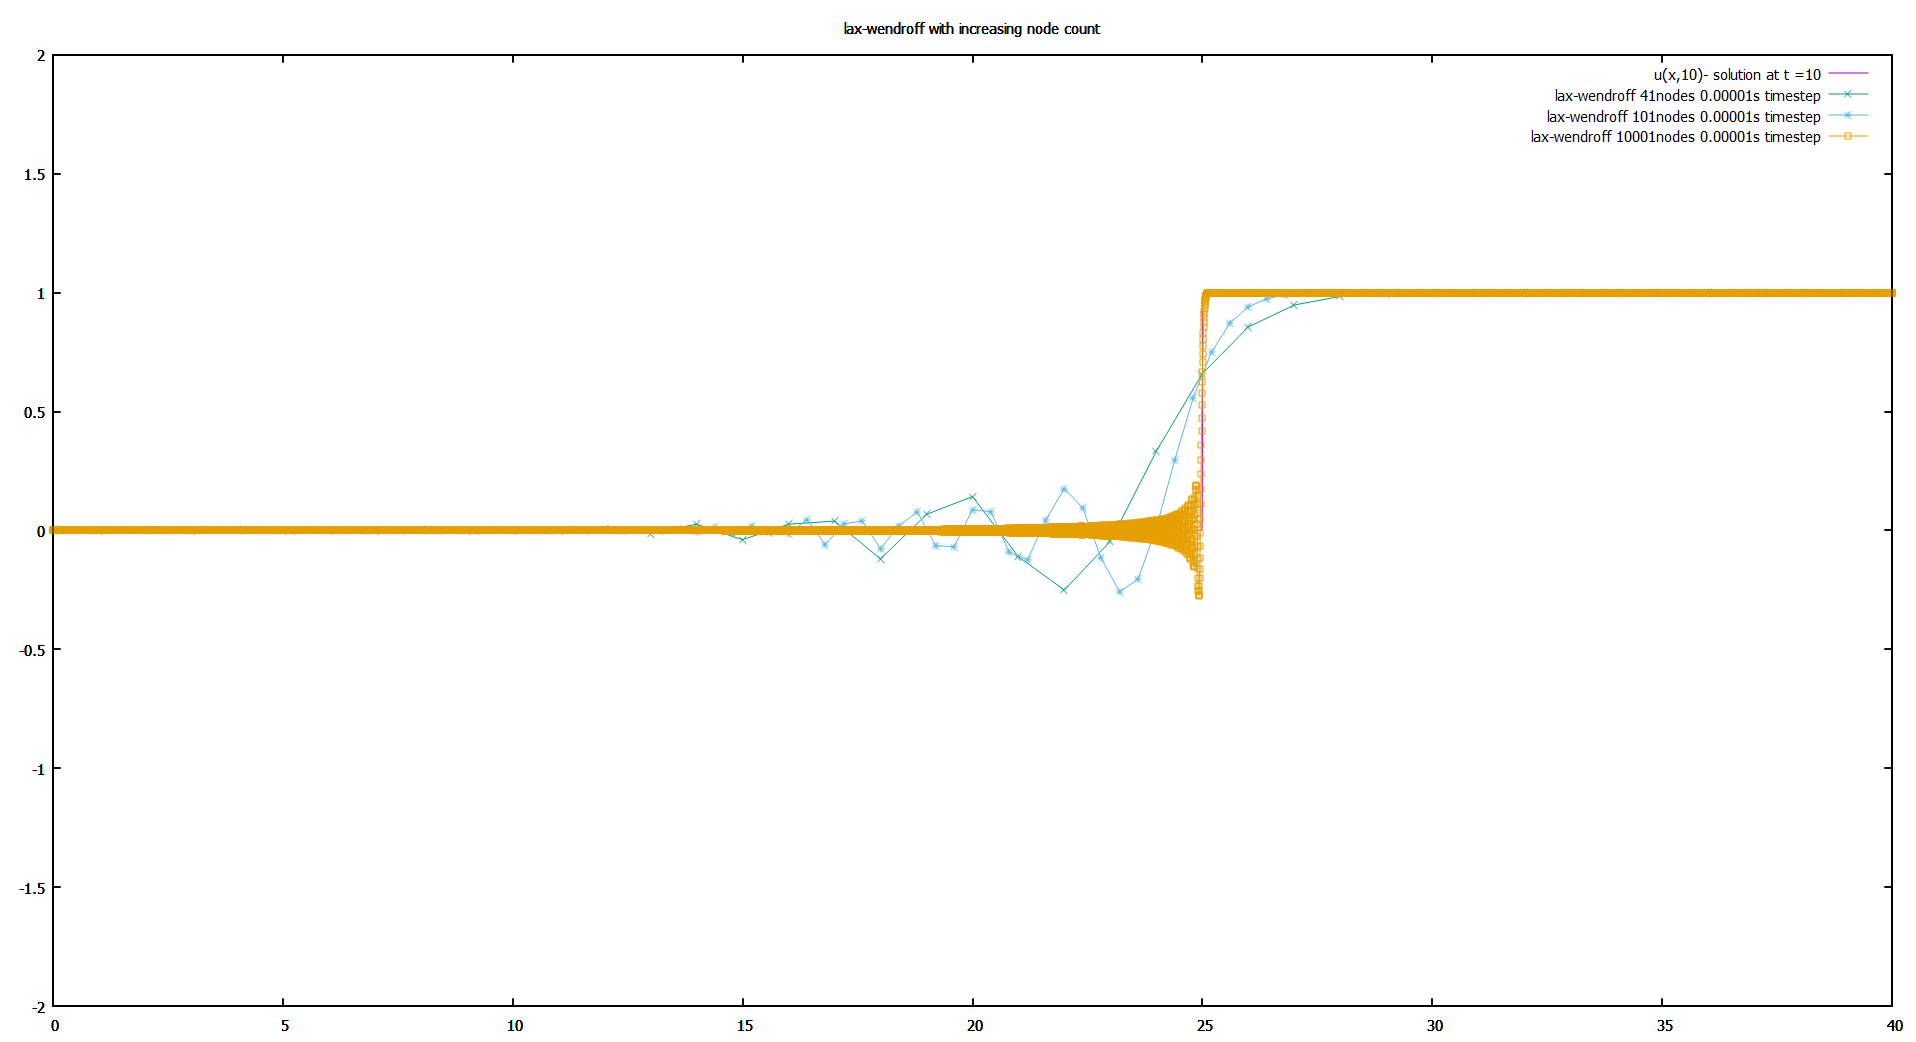 lax-wendroff with increasing node count
2
1.5
1
0.5
0
-0.5
-1
-1.5
-2
u(x,10)- solution at t =10
lax-wendroff 41nodes 0.00001s timestep
lax-wendroff 101nodes 0.00001s timestep
lax-wendroff 10001nodes 0.00001s timestep
0 5 10 15 20 25 30 35 40